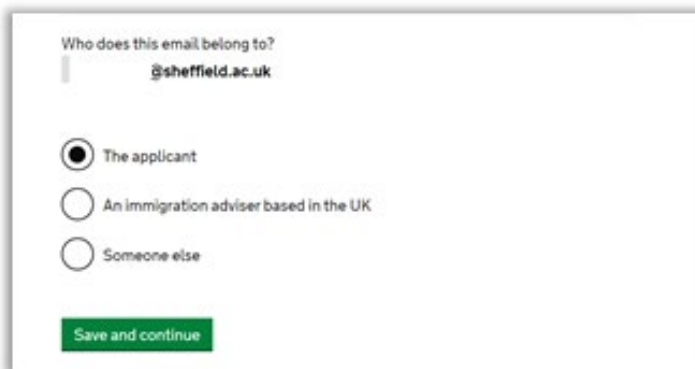 Who does this email belong to?
@sheffield.ac.uk
The applicant
An immigration adviser based in the UK
Someone else
Save and continue